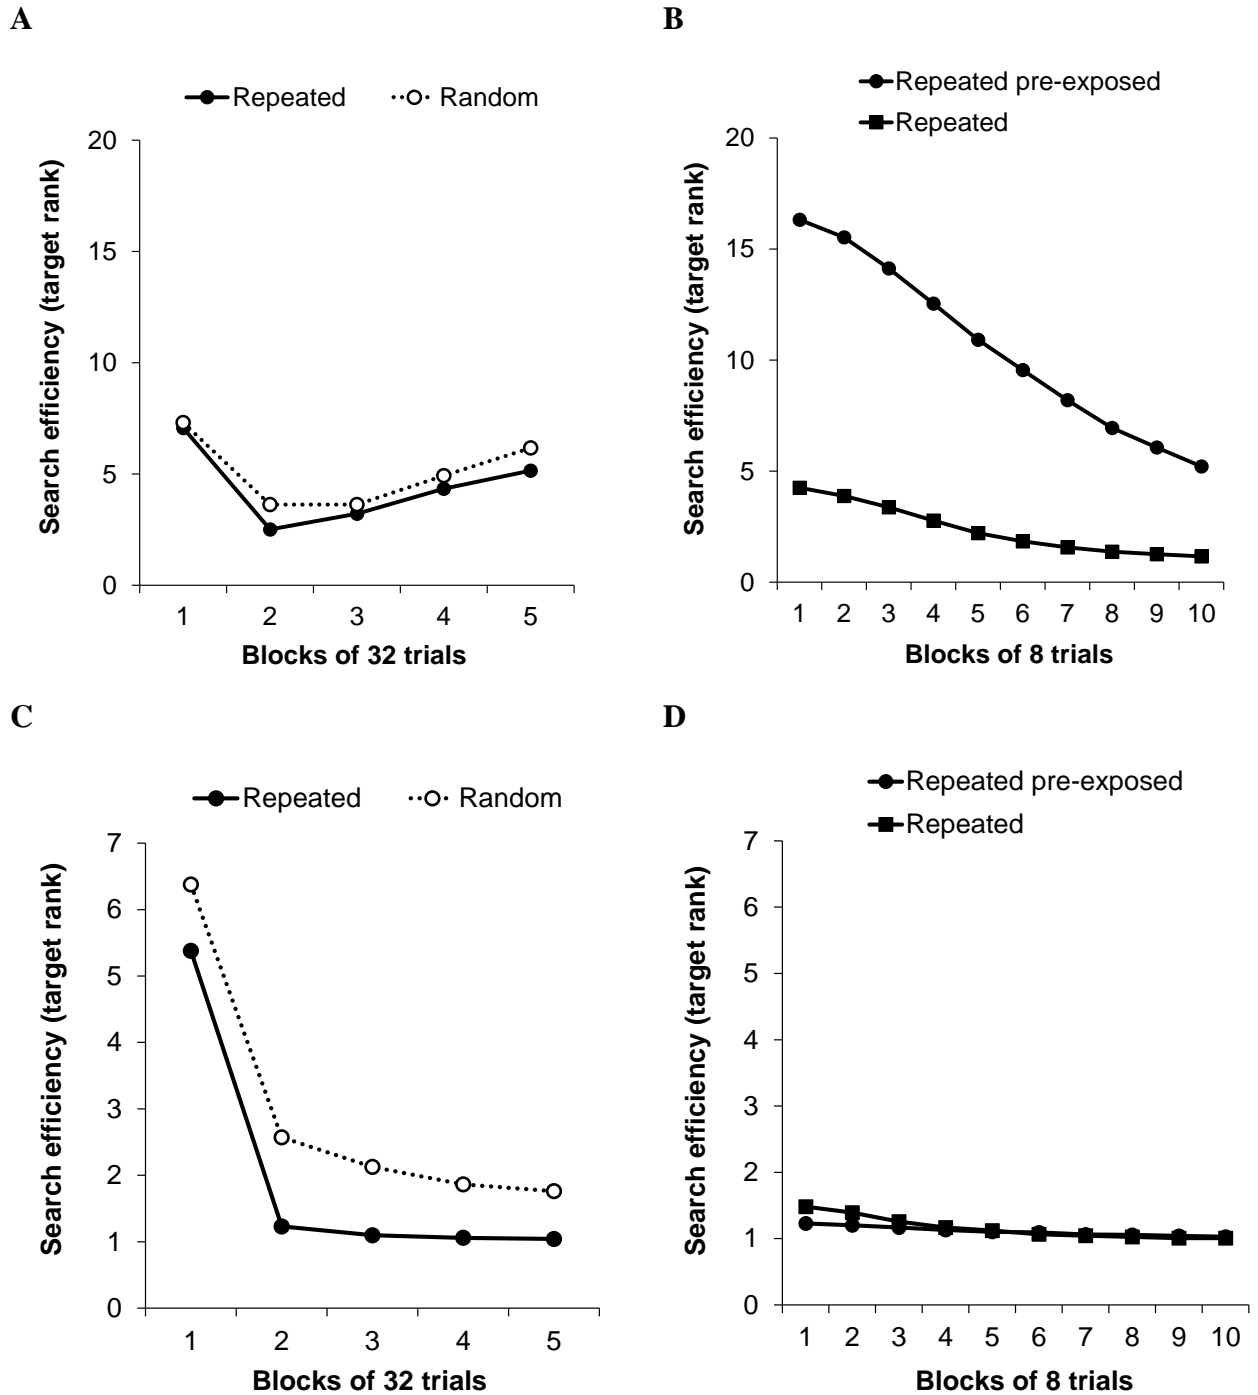 A
Repeated Random
Search efficiency (target rank)
20
15
10
5
0
1 2 3 4 5
Blocks of 32 trials
B
Repeated pre-exposed
Repeated
Search efficiency (target rank)
20
15
10
5
0
1 2 3 4 5 6 7 8 9 10
Blocks of 8 trials
C
Repeated Random
Search efficiency (target rank)
7
6
5
4
3
2
1
0
1 2 3 4 5
Blocks of 32 trials
D
Repeated pre-exposed
Repeated
Search efficiency (target rank)
7
6
5
4
3
2
1
0
1 2 3 4 5 6 7 8 9 10
Blocks of 8 trials